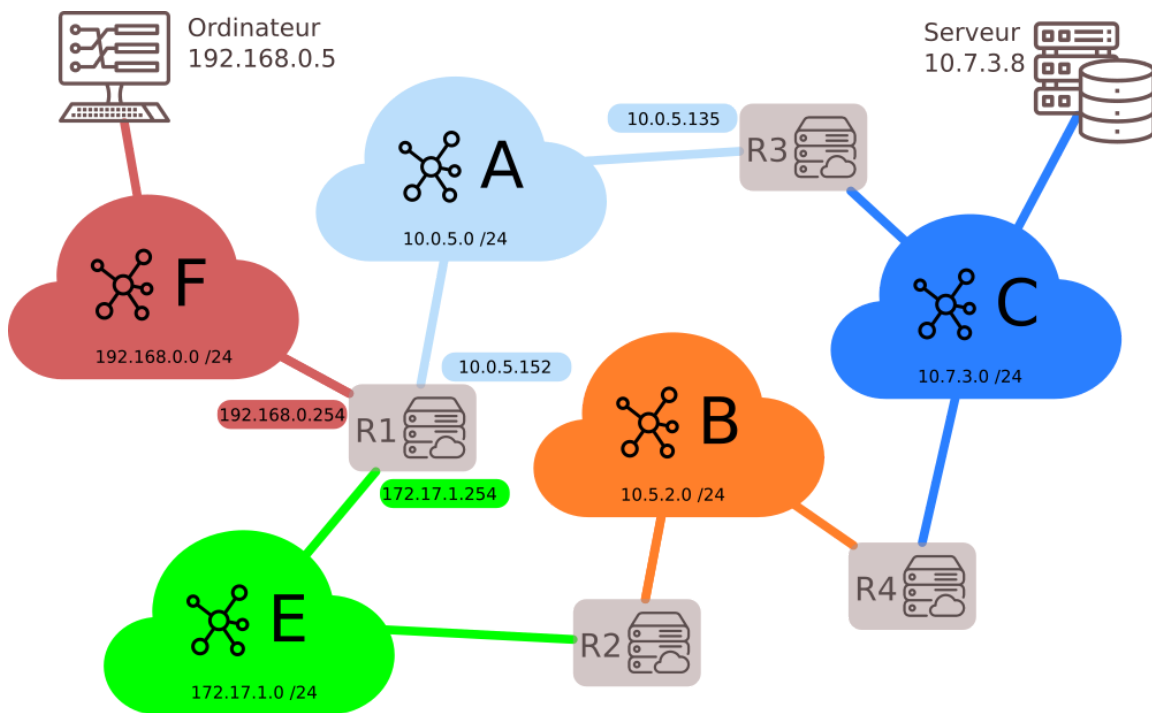 Ordinateur
192.168.0.5
Serveur
10.7.3.8
10.0.5.135
R3
A
10.0.5.0 /24
F
192.168.0.0 /24
C
10.7.3.0 /24
10.0.5.152
192.168.0.254
R1
B
10.5.2.0 /24
172.17.1.254
R4
E
172.17.1.0 /24
R2